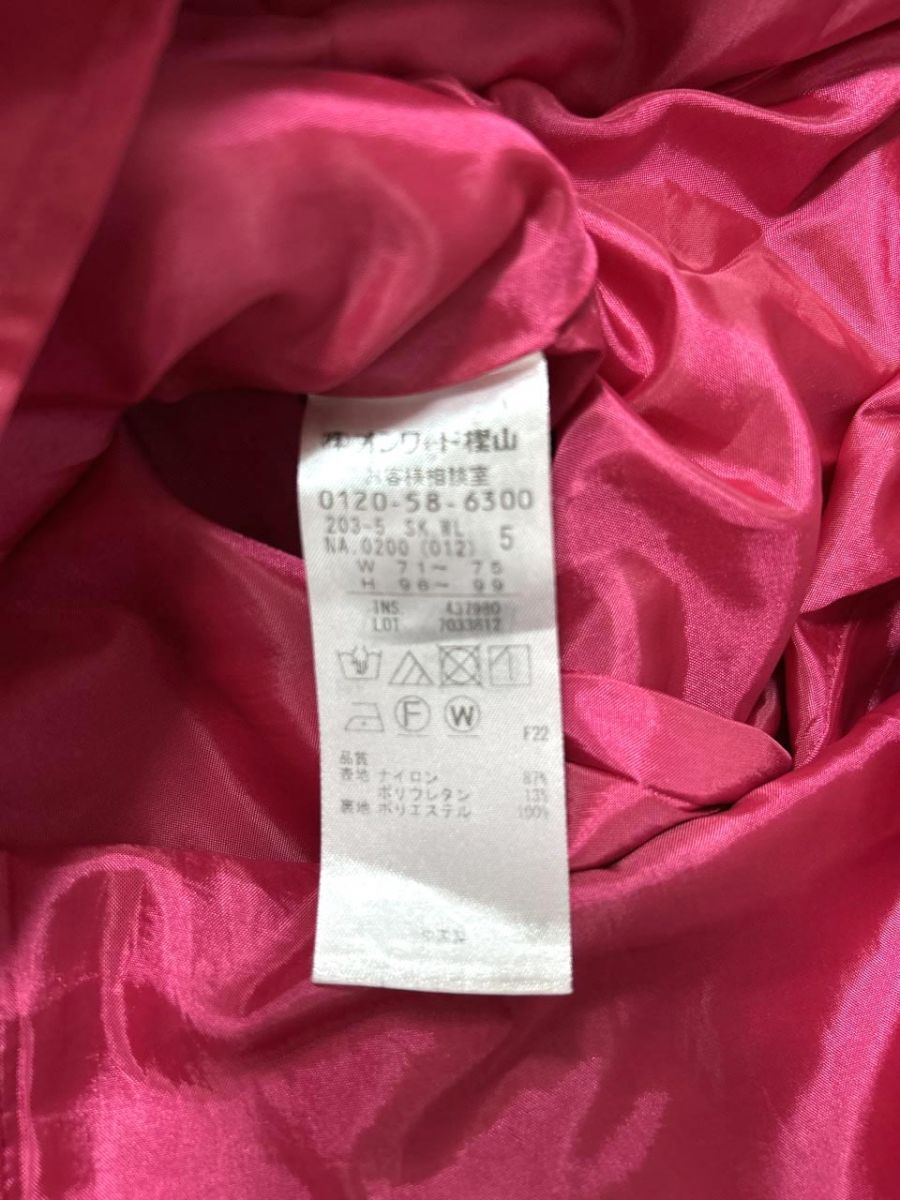 ㈱オンワード樫山
お客様相談室
0120-58-6300
203-5 SK WL 5
NA.0200 (012)
W 71～ 75
H 96～ 99
INS. 437980
LOT 7033812
F W
F22
品質
表地 ナイロン 87%
ポリウレタン 13%
裏地 ポリエステル 100%